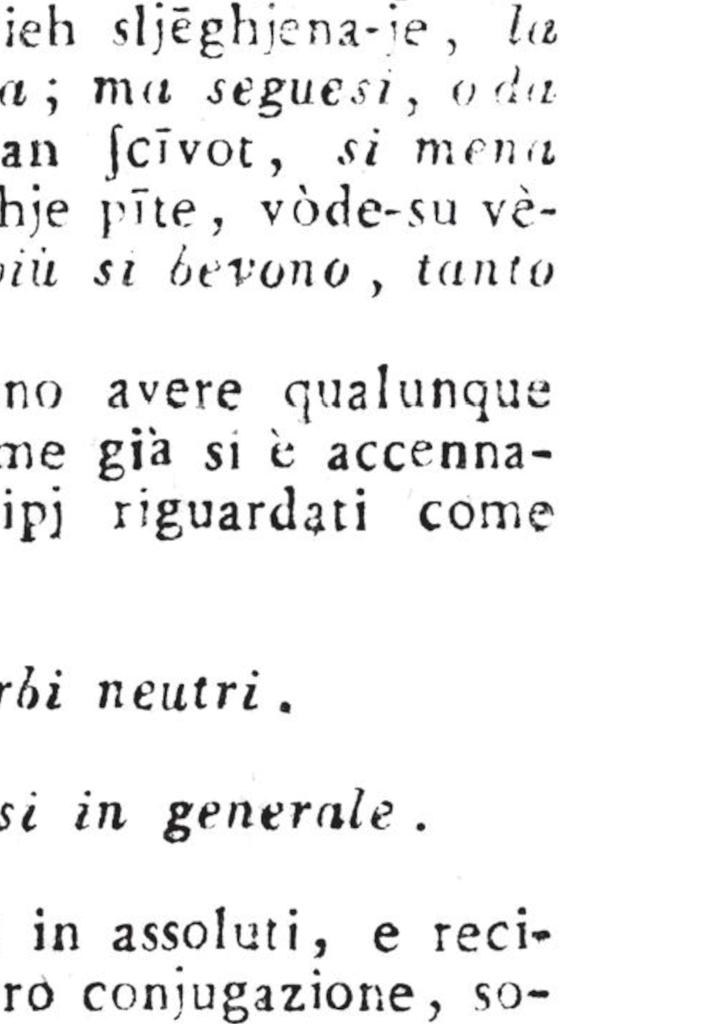 ieh sljēghjena-je, la
a; ma seguesi, o da
an ʃcīvot, si mena
hje pīte, vòde-su vè-
più si bevono, tanto
no avere qualunque
me già si è accenna-
ipj riguardati come
rbi neutri.
si in generale.
in assoluti, e reci-
ro conjugazione, so-